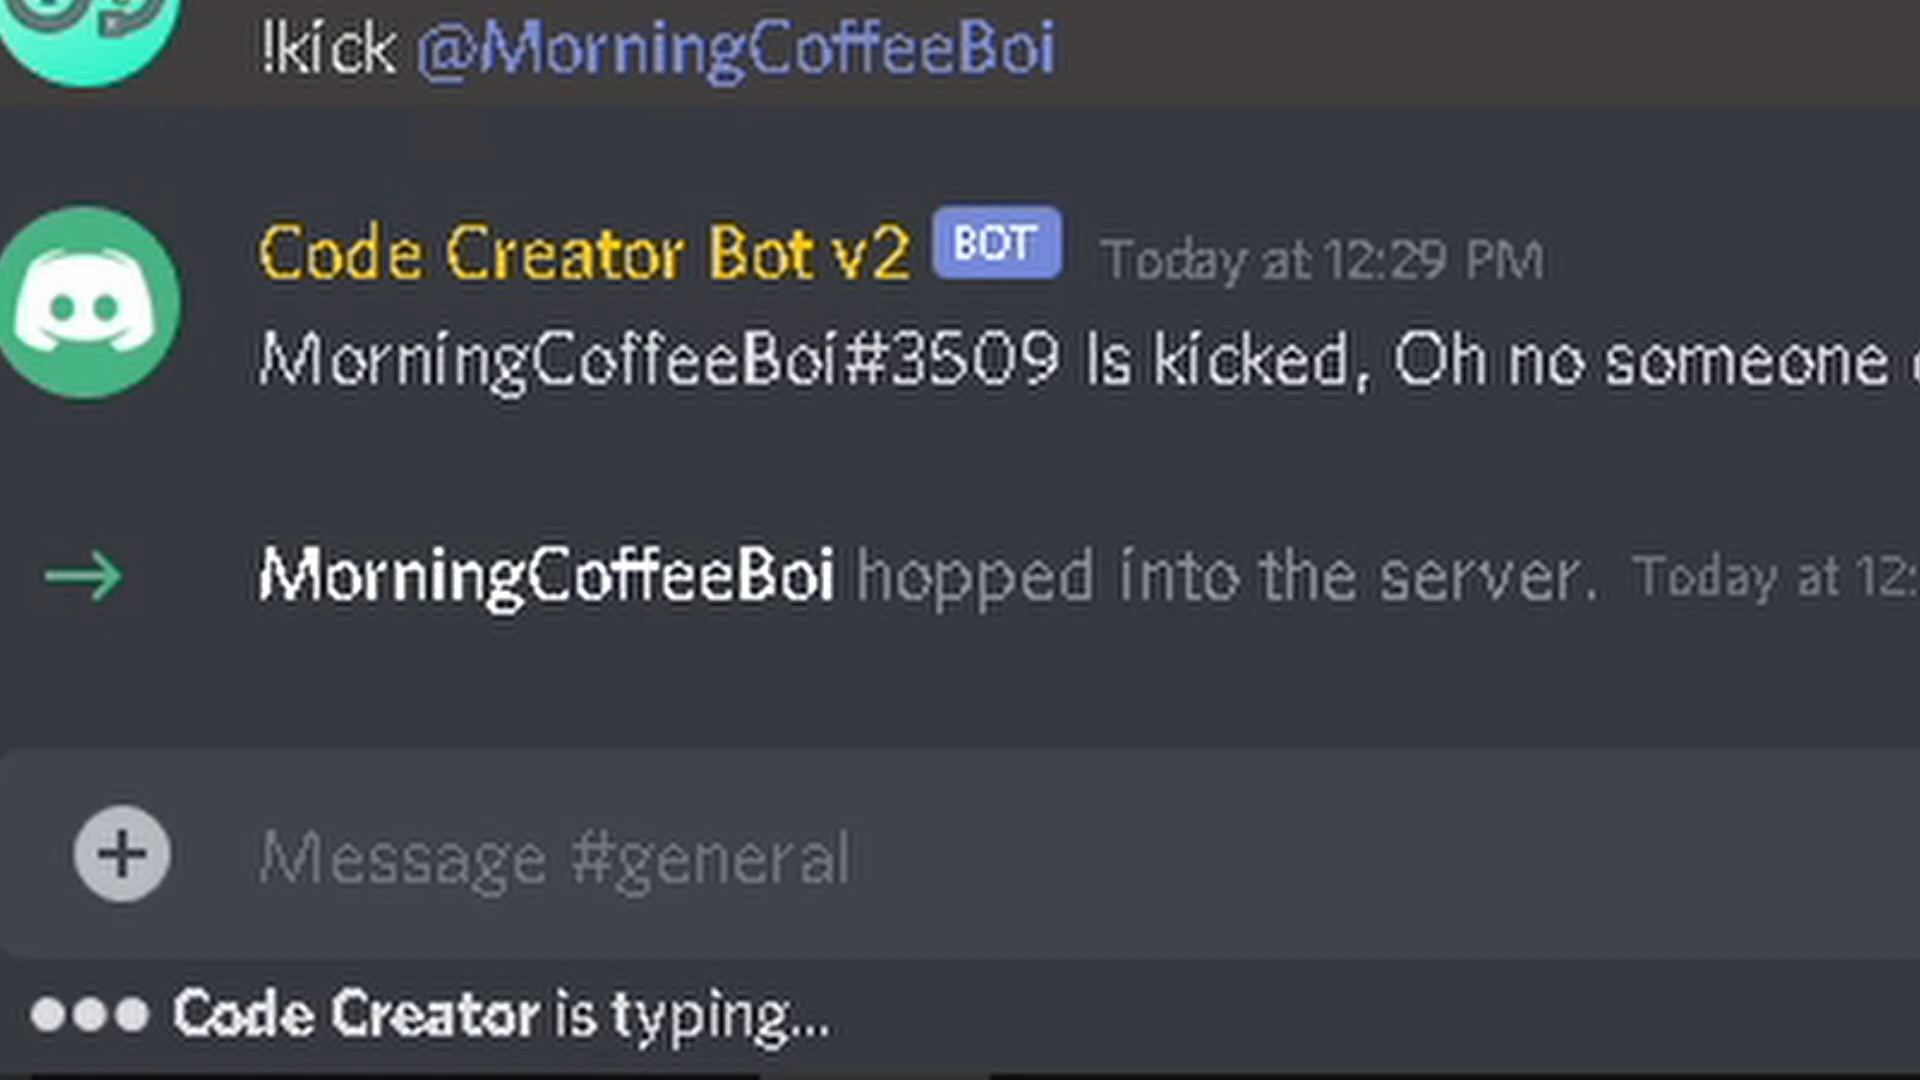 !kick @MorningCoffeeBoi
Code Creator Bot v2 BOT Today at 12:29 PM
MorningCoffeeBoi#3509 Is kicked, Oh no someone
MorningCoffeeBoi hopped into the server. Today at 12:
Message #general
Code Creator is typing...